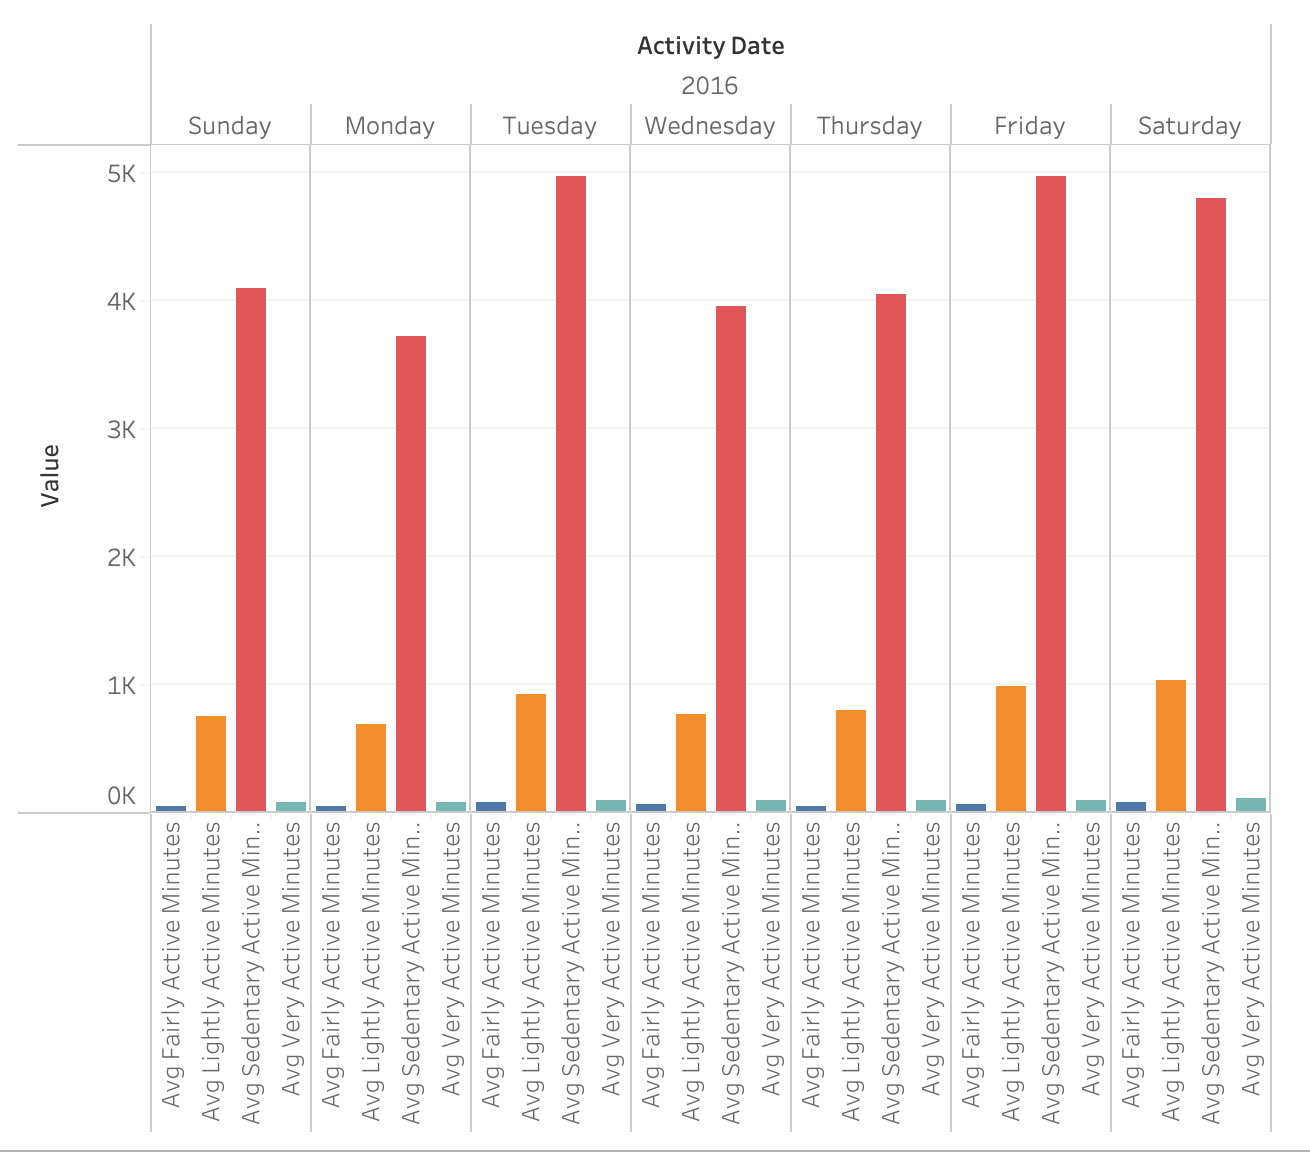 Activity Date
2016
Sunday Monday Tuesday Wednesday Thursday Friday Saturday
Value
5K
4K
3K
2K
1K
0K
Avg Fairly Active Minutes
Avg Lightly Active Minutes
Avg Sedentary Active Min..
Avg Very Active Minutes
Avg Fairly Active Minutes
Avg Lightly Active Minutes
Avg Sedentary Active Min..
Avg Very Active Minutes
Avg Fairly Active Minutes
Avg Lightly Active Minutes
Avg Sedentary Active Min..
Avg Very Active Minutes
Avg Fairly Active Minutes
Avg Lightly Active Minutes
Avg Sedentary Active Min..
Avg Very Active Minutes
Avg Fairly Active Minutes
Avg Lightly Active Minutes
Avg Sedentary Active Min..
Avg Very Active Minutes
Avg Fairly Active Minutes
Avg Lightly Active Minutes
Avg Sedentary Active Min..
Avg Very Active Minutes
Avg Fairly Active Minutes
Avg Lightly Active Minutes
Avg Sedentary Active Min..
Avg Very Active Minutes